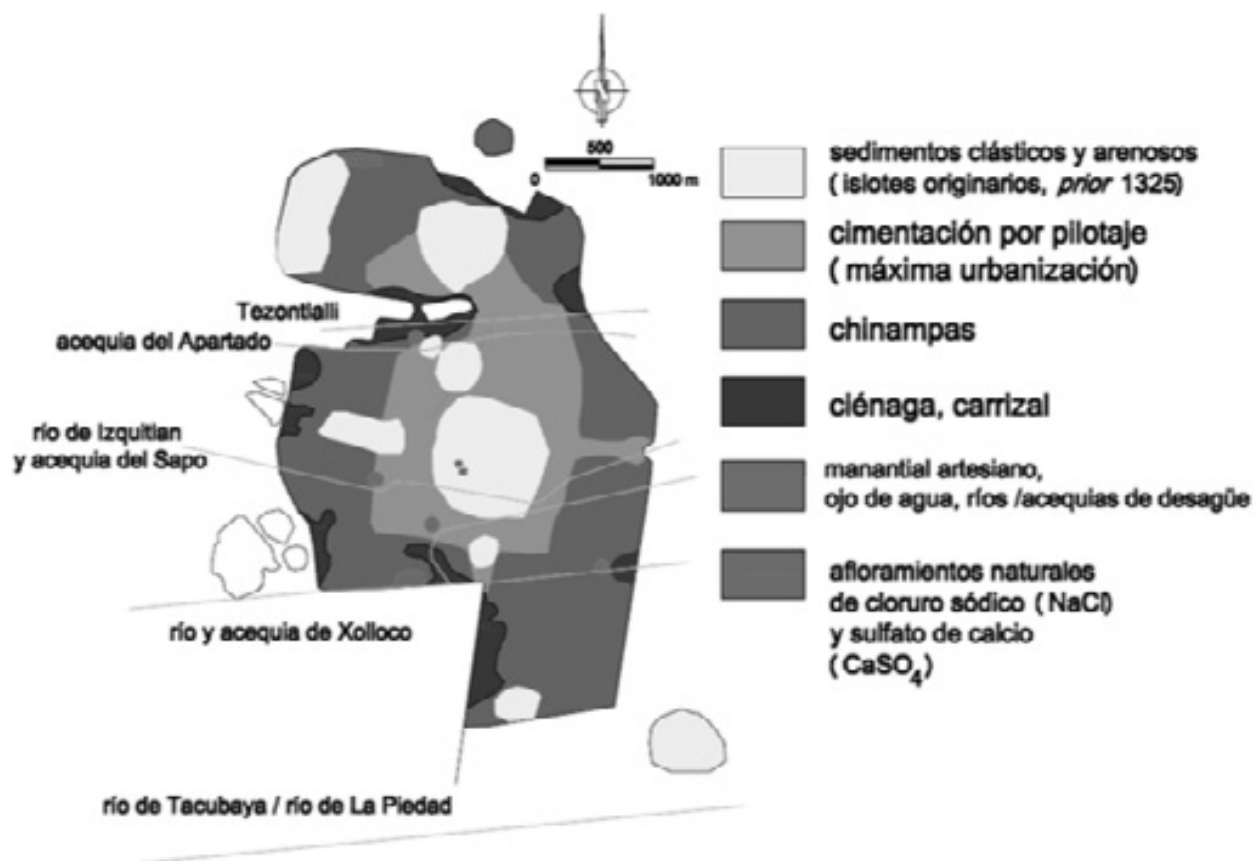 500
0
1000 m
sedimentos clásticos y arenosos
( islotes originarios, prior 1325)
cimentación por pilotaje
( máxima urbanización)
chinampas
ciénaga, carrizal
manantial artesiano,
ojo de agua, ríos /acequias de desagüe
afloramientos naturales
de cloruro sódico ( NaCl)
y sulfato de calcio
( CaSO4)
Tezontlalli
acequia del Apartado
río de Izquitlan
y acequia del Sapo
río y acequia de Xolloco
río de Tacubaya / río de La Piedad